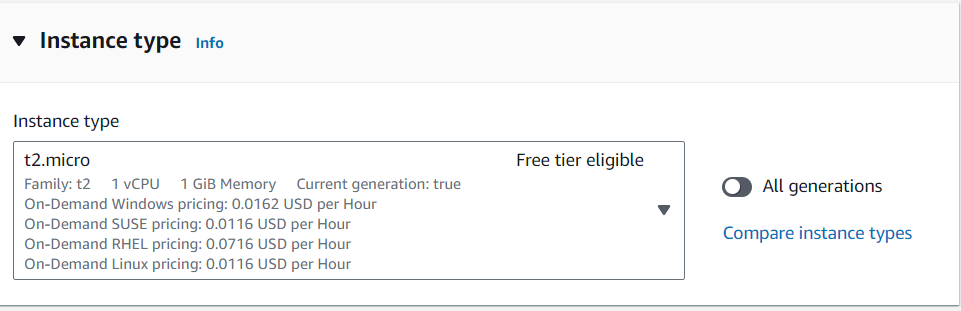 Instance type Info
Instance type
t2.micro Free tier eligible
Family: t2 1 vCPU 1 GiB Memory Current generation: true
On-Demand Windows pricing: 0.0162 USD per Hour
On-Demand SUSE pricing: 0.0116 USD per Hour
On-Demand RHEL pricing: 0.0716 USD per Hour
On-Demand Linux pricing: 0.0116 USD per Hour
All generations
Compare instance types